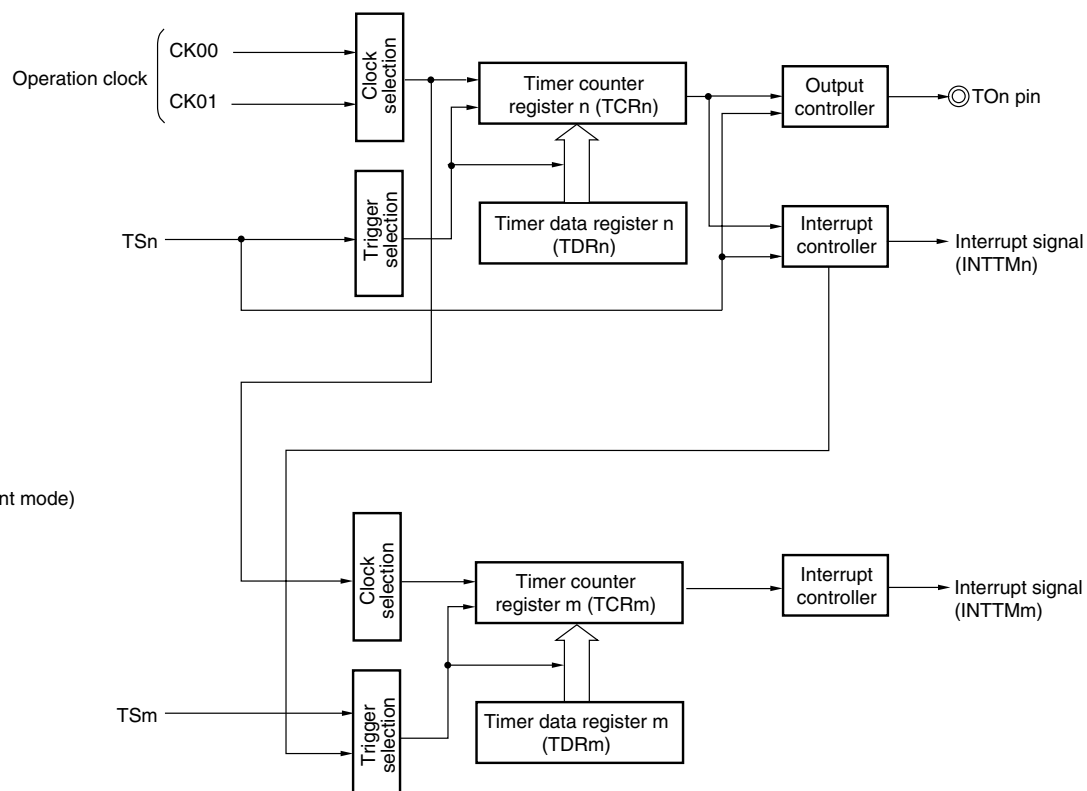 Operation clock
CK00
CK01
Clock
selection
Timer counter
register n (TCRn)
Output
controller
TOn pin
TSn
Trigger
selection
Timer data register n
(TDRn)
Interrupt
controller
Interrupt signal
(INTTMn)
nt mode)
Clock
selection
Timer counter
register m (TCRm)
Interrupt
controller
Interrupt signal
(INTTMm)
TSm
Trigger
selection
Timer data register m
(TDRm)